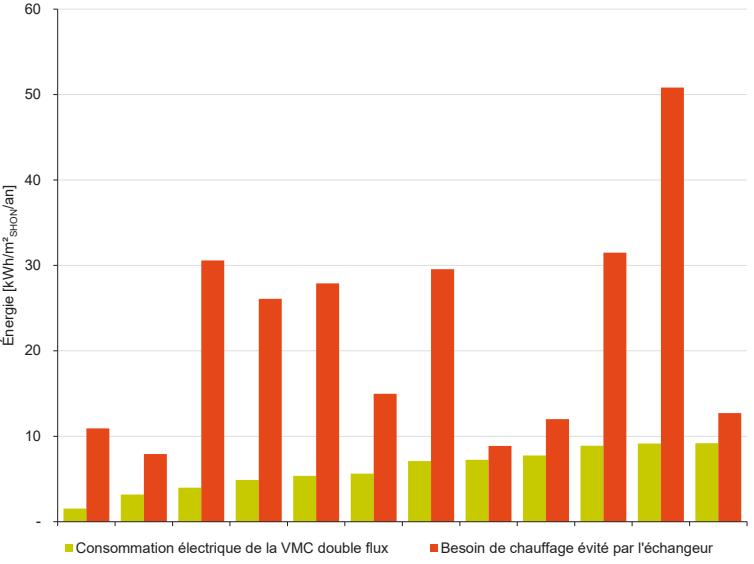 60
50
40
30
20
10
-
Énergie [kWh/m²SHON/an]
Consommation électrique de la VMC double flux
Besoin de chauffage évité par l'échangeur